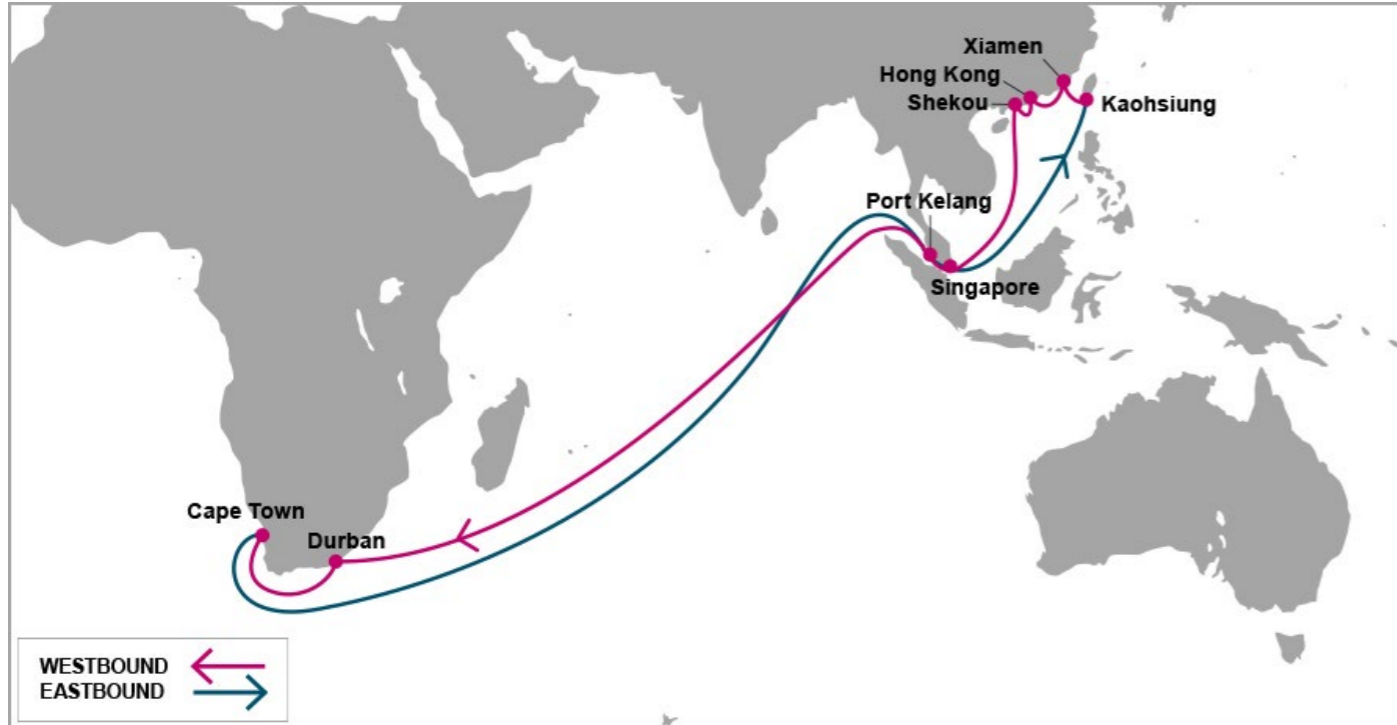 Xiamen
Hong Kong
Shekou
Kaohsiung
Port Kelang
Singapore
Cape Town
Durban
WESTBOUND
EASTBOUND